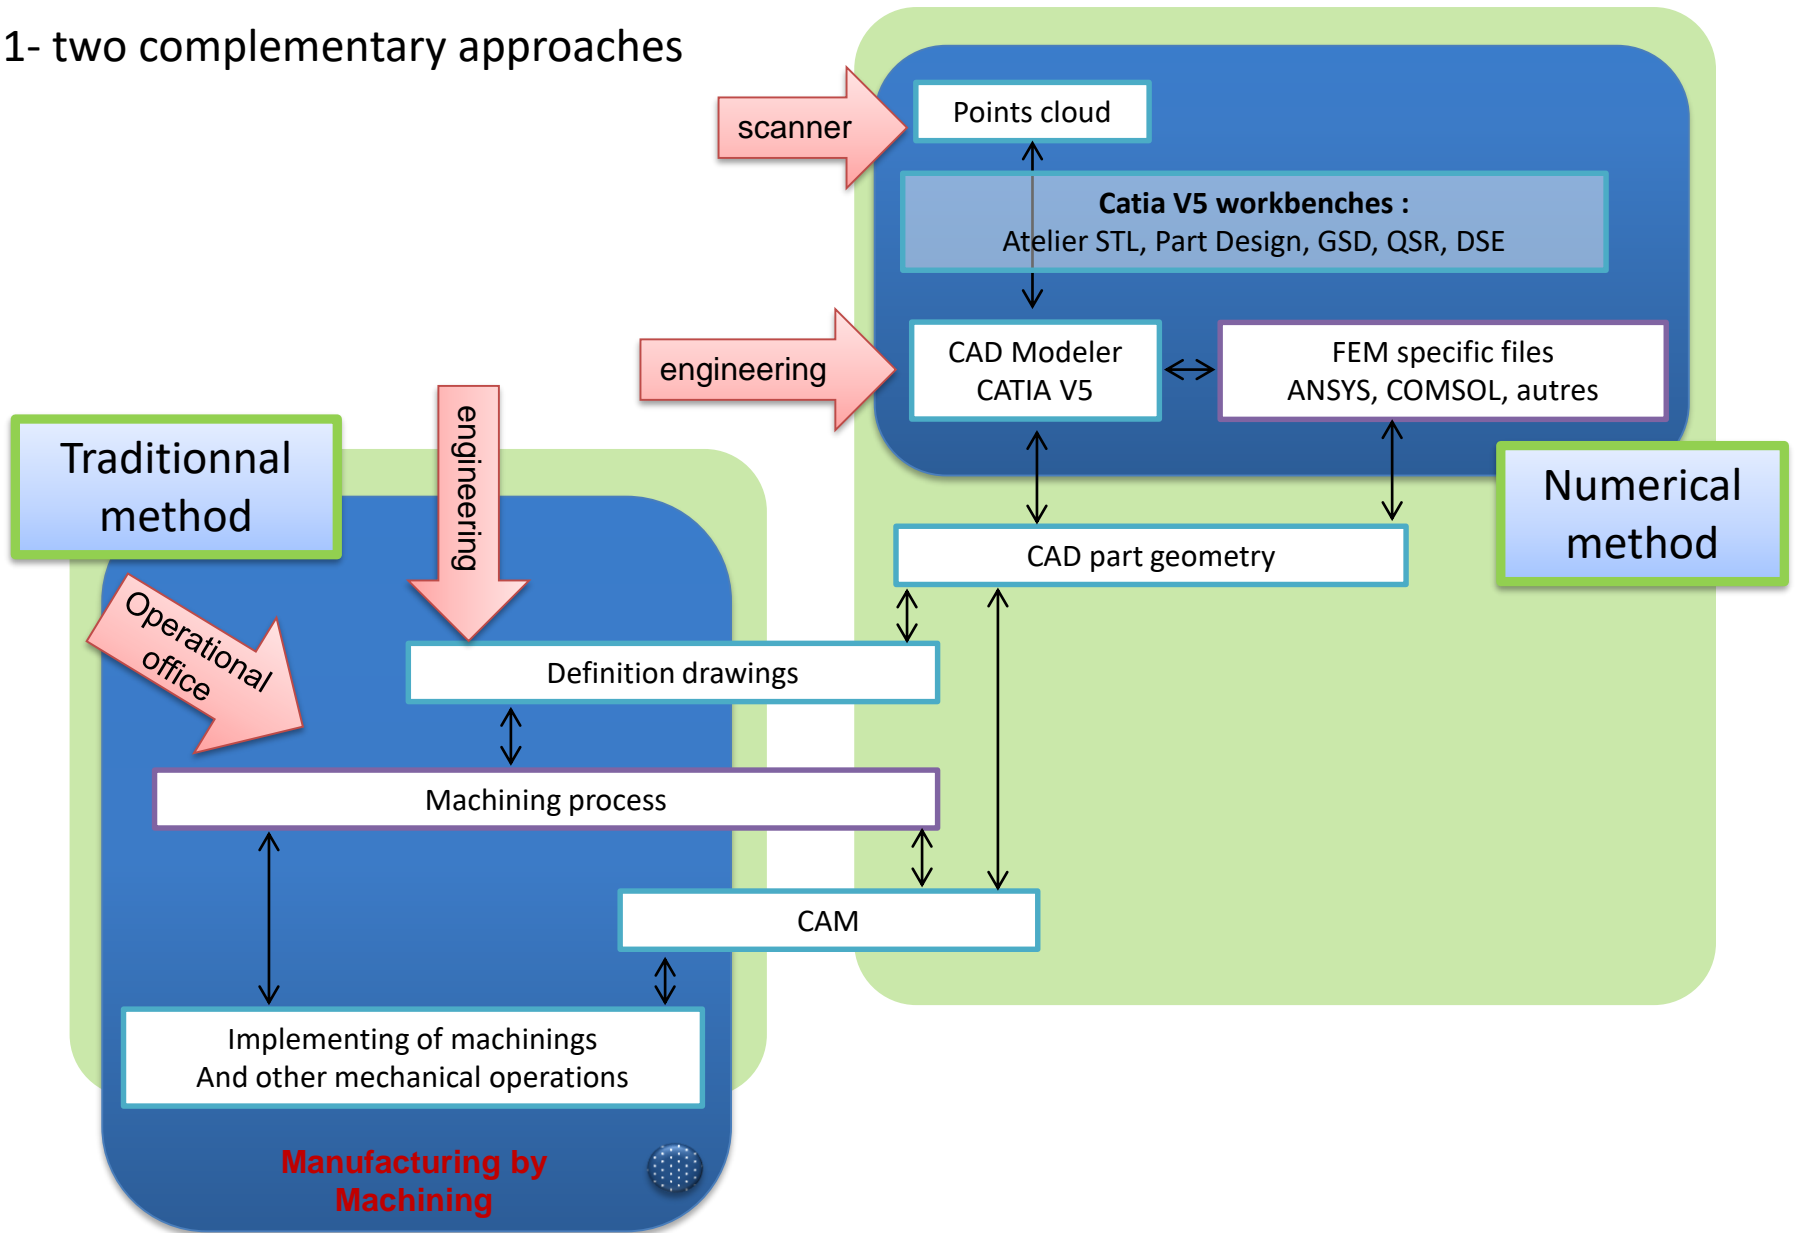 1- two complementary approaches
scanner
Points cloud
Catia V5 workbenches :
Atelier STL, Part Design, GSD, QSR, DSE
engineering
CAD Modeler
CATIA V5
FEM specific files
ANSYS, COMSOL, autres
Traditionnal
method
engineering
Numerical
method
CAD part geometry
Operational
office
Definition drawings
Machining process
CAM
Implementing of machinings
And other mechanical operations
Manufacturing by
Machining